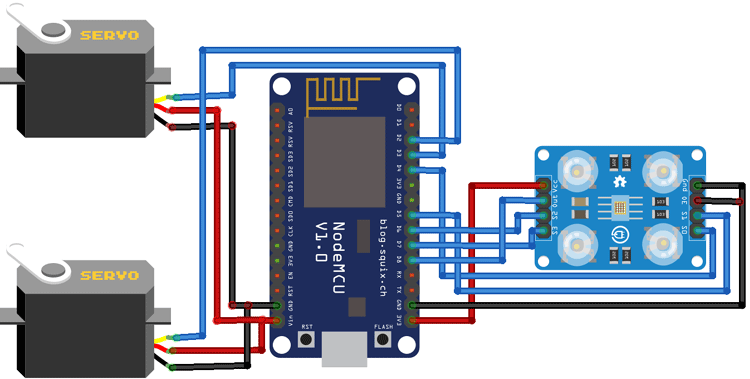 SERVO
SERVO
NodeMCU
V1.0
blog.squix.ch
A0
RSV
RSV
SD3
SD2
SD1
CMD
SD0
CLK
GND
3V3
EN
RST
GND
Vin
D0
D1
D2
D3
D4
3V3
GND
D5
D6
D7
D8
RX
TX
GND
3V3
RST
FLASH
Vcc
Out
S2
S3
Gnd
OE
S1
S0
103
103